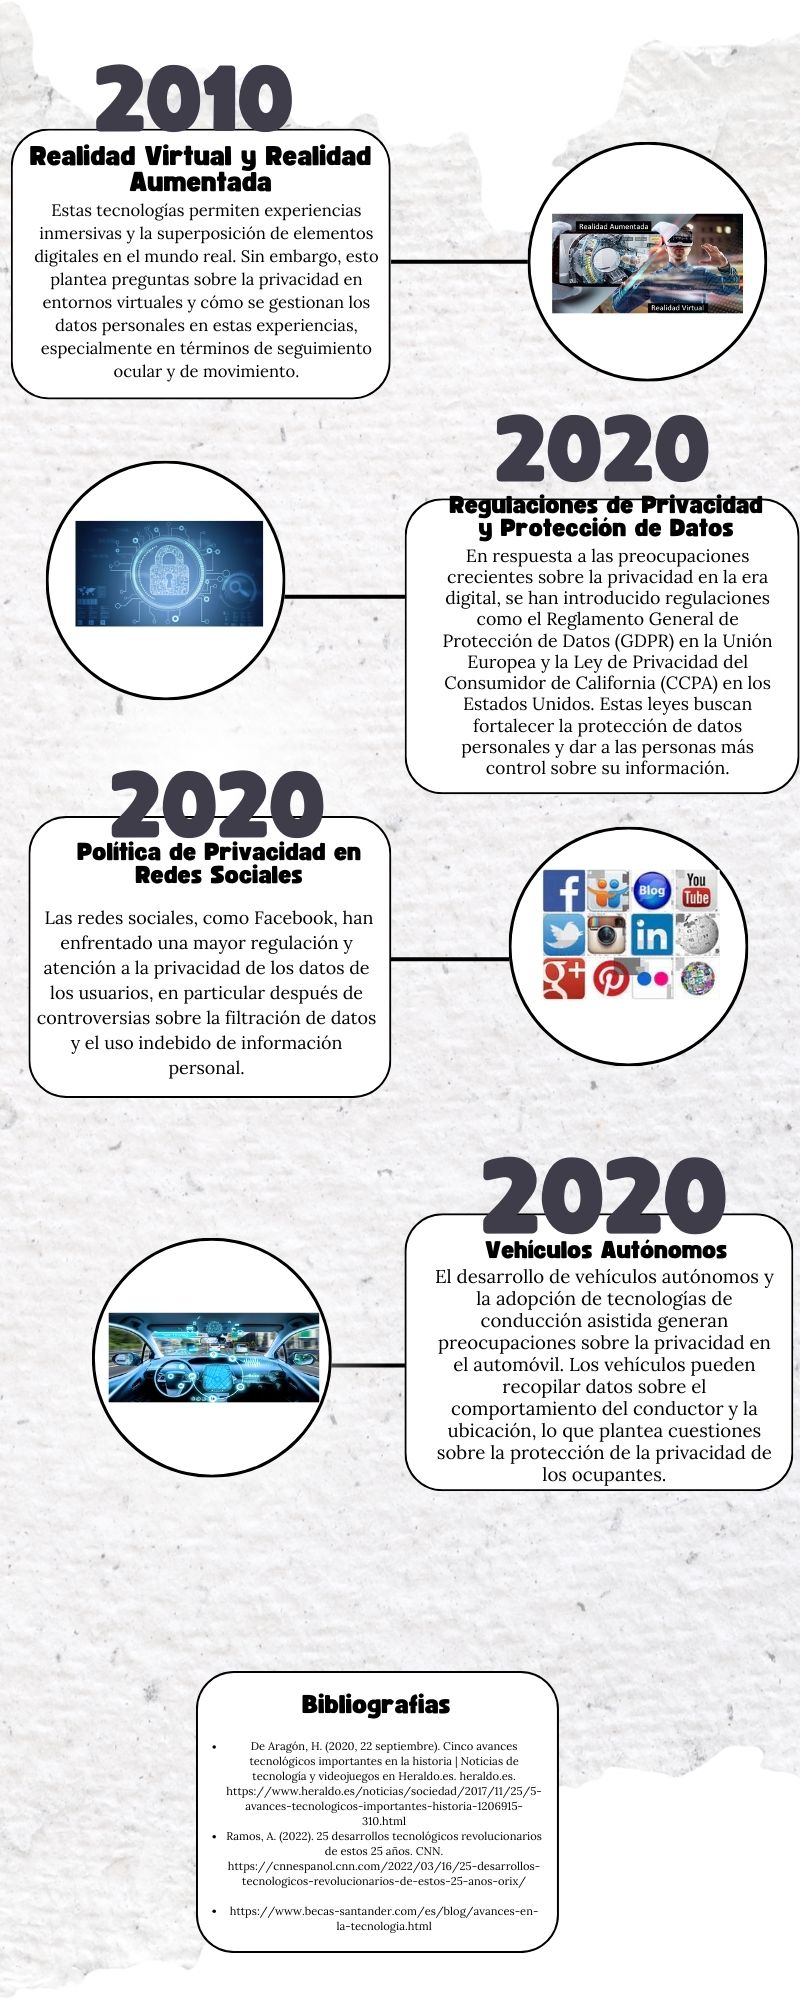 2010
Realidad Virtual y Realidad
Aumentada
Estas tecnologías permiten experiencias
inmersivas y la superposición de elementos
digitales en el mundo real. Sin embargo, esto
plantea preguntas sobre la privacidad en
entornos virtuales y cómo se gestionan los
datos personales en estas experiencias,
especialmente en términos de seguimiento
ocular y de movimiento.
Realidad Aumentada
Realidad Virtual
2020
Regulaciones de Privacidad
y Protección de Datos
En respuesta a las preocupaciones
crecientes sobre la privacidad en la era
digital, se han introducido regulaciones
como el Reglamento General de
Protección de Datos (GDPR) en la Unión
Europea y la Ley de Privacidad del
Consumidor de California (CCPA) en los
Estados Unidos. Estas leyes buscan
fortalecer la protección de datos
personales y dar a las personas más
control sobre su información.
2020
Política de Privacidad en
Redes Sociales
Las redes sociales, como Facebook, han
enfrentado una mayor regulación y
atención a la privacidad de los datos de
los usuarios, en particular después de
controversias sobre la filtración de datos
y el uso indebido de información
personal.
f
Blog
You
Tube
in
g+
2020
Vehículos Autónomos
El desarrollo de vehículos autónomos y
la adopción de tecnologías de
conducción asistida generan
preocupaciones sobre la privacidad en
el automóvil. Los vehículos pueden
recopilar datos sobre el
comportamiento del conductor y la
ubicación, lo que plantea cuestiones
sobre la protección de la privacidad de
los ocupantes.
Bibliografias
• De Aragón, H. (2020, 22 septiembre). Cinco avances
tecnológicos importantes en la historia | Noticias de
tecnología y videojuegos en Heraldo.es. heraldo.es.
https://www.heraldo.es/noticias/sociedad/2017/11/25/5-
avances-tecnologicos-importantes-historia-1206915-
310.html
• Ramos, A. (2022). 25 desarrollos tecnológicos revolucionarios
de estos 25 años. CNN.
https://cnnespanol.cnn.com/2022/03/16/25-desarrollos-
tecnologicos-revolucionarios-de-estos-25-anos-orix/
• https://www.becas-santander.com/es/blog/avances-en-
la-tecnologia.html